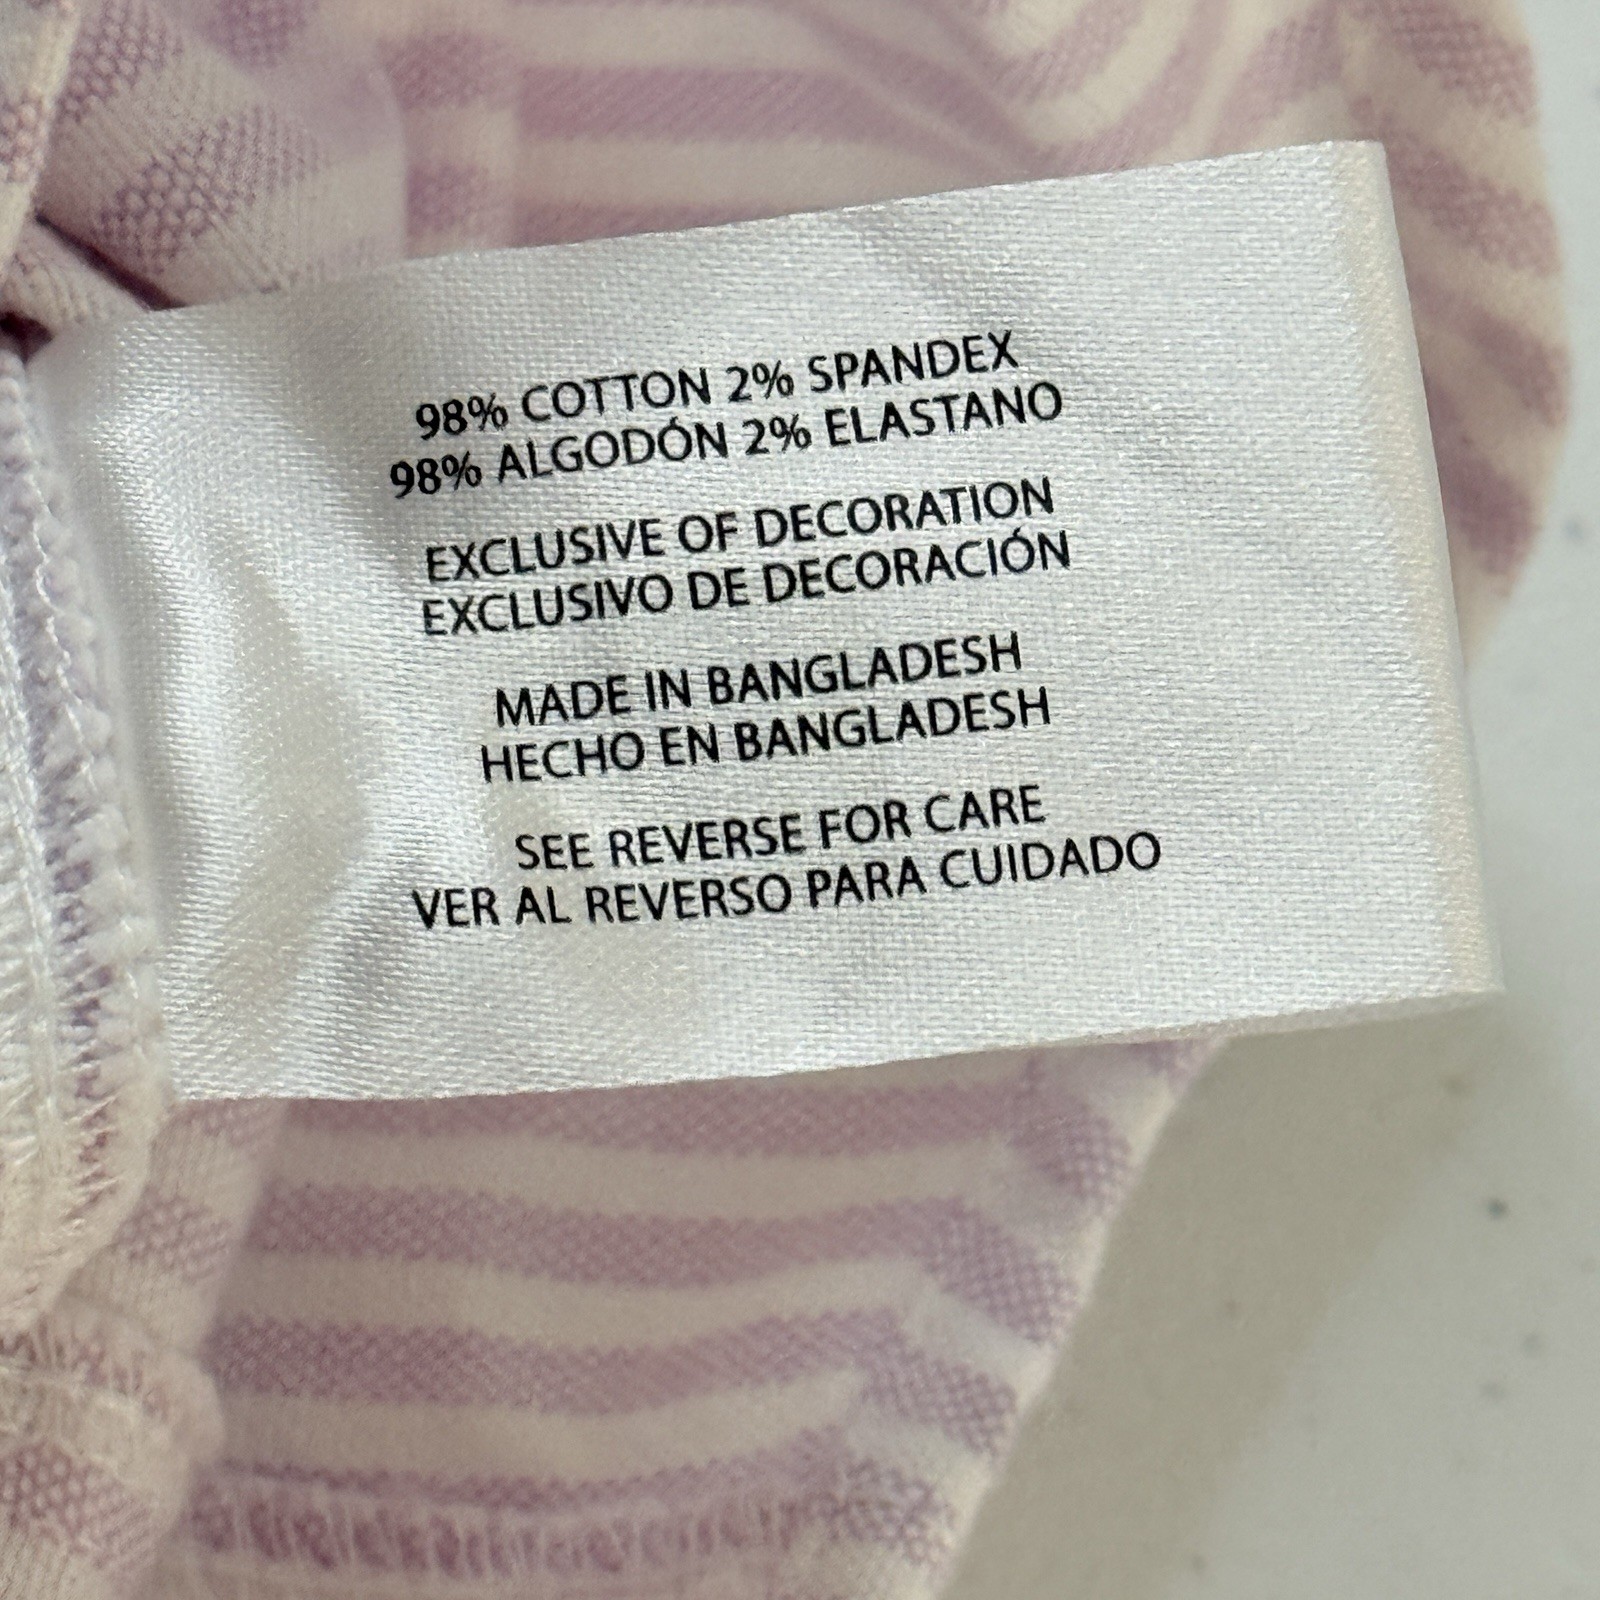 98% COTTON 2% SPANDEX
98% ALGODÓN 2% ELASTANO
EXCLUSIVE OF DECORATION
EXCLUSIVO DE DECORACIÓN
MADE IN BANGLADESH
HECHO EN BANGLADESH
SEE REVERSE FOR CARE
VER AL REVERSO PARA CUIDADO